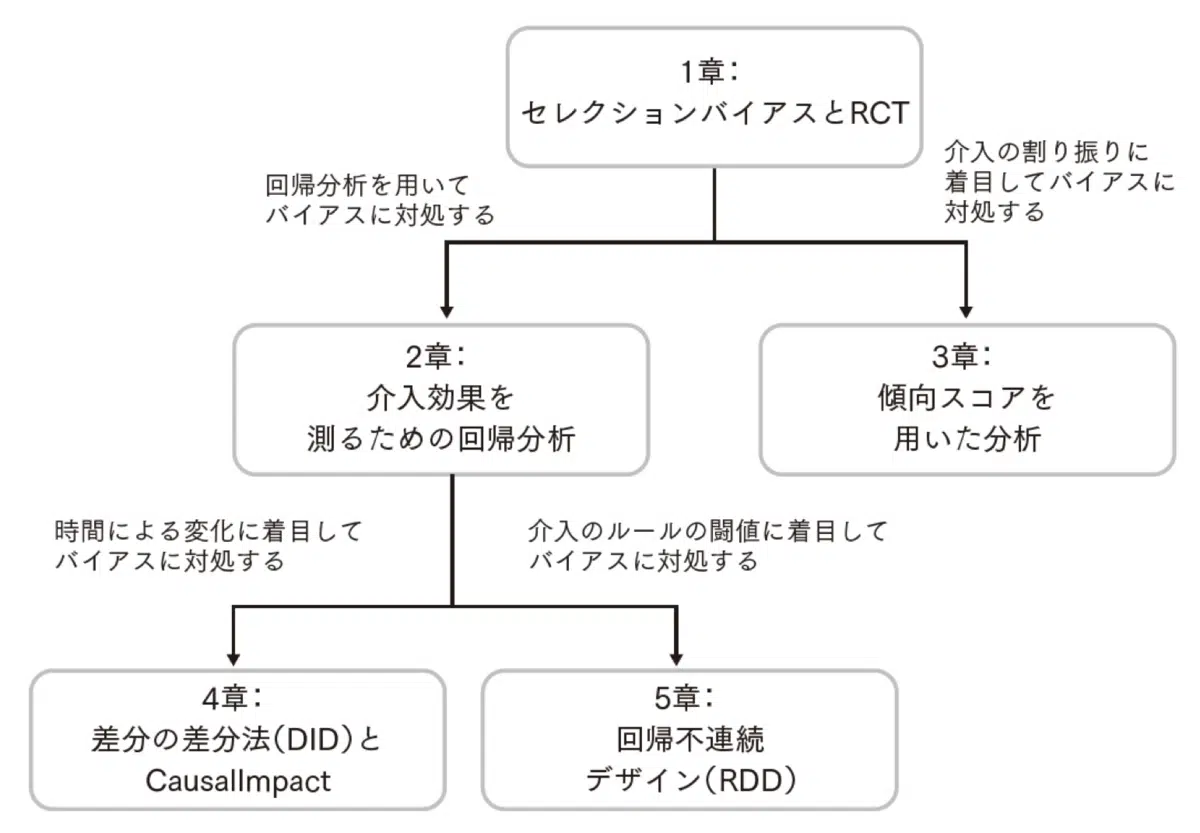 1章：
セレクションバイアスとRCT
回帰分析を用いて
バイアスに対処する
介入の割り振りに
着目してバイアスに
対処する
2章：
介入効果を
測るための回帰分析
3章：
傾向スコアを
用いた分析
時間による変化に着目して
バイアスに対処する
介入のルールの閾値に着目して
バイアスに対処する
4章：
差分の差分法（DID）と
CausalImpact
5章：
回帰不連続
デザイン（RDD）